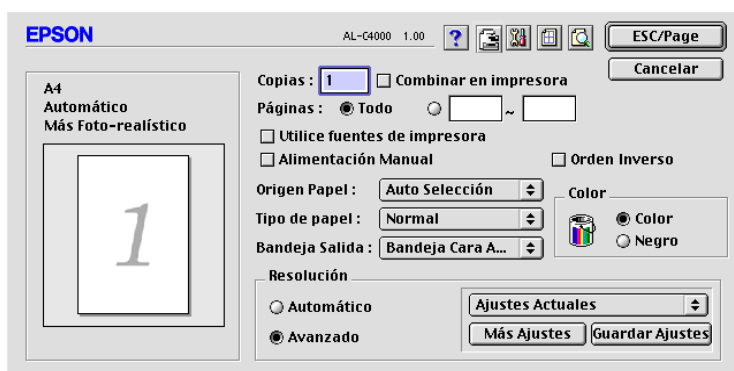 EPSON
AL-C4000 1.00
?
ESC/Page
Cancelar
A4
Automático
Más Foto-realístico
1
Copias : 1 Combinar en impresora
Páginas : Todo ~
Utilice fuentes de impresora
Alimentación Manual Orden Inverso
Origen Papel : Auto Selección
Tipo de papel : Normal
Bandeja Salida : Bandeja Cara A...
Color
Color
Negro
Resolución
Automático
Avanzado
Ajustes Actuales
Más Ajustes Guardar Ajustes